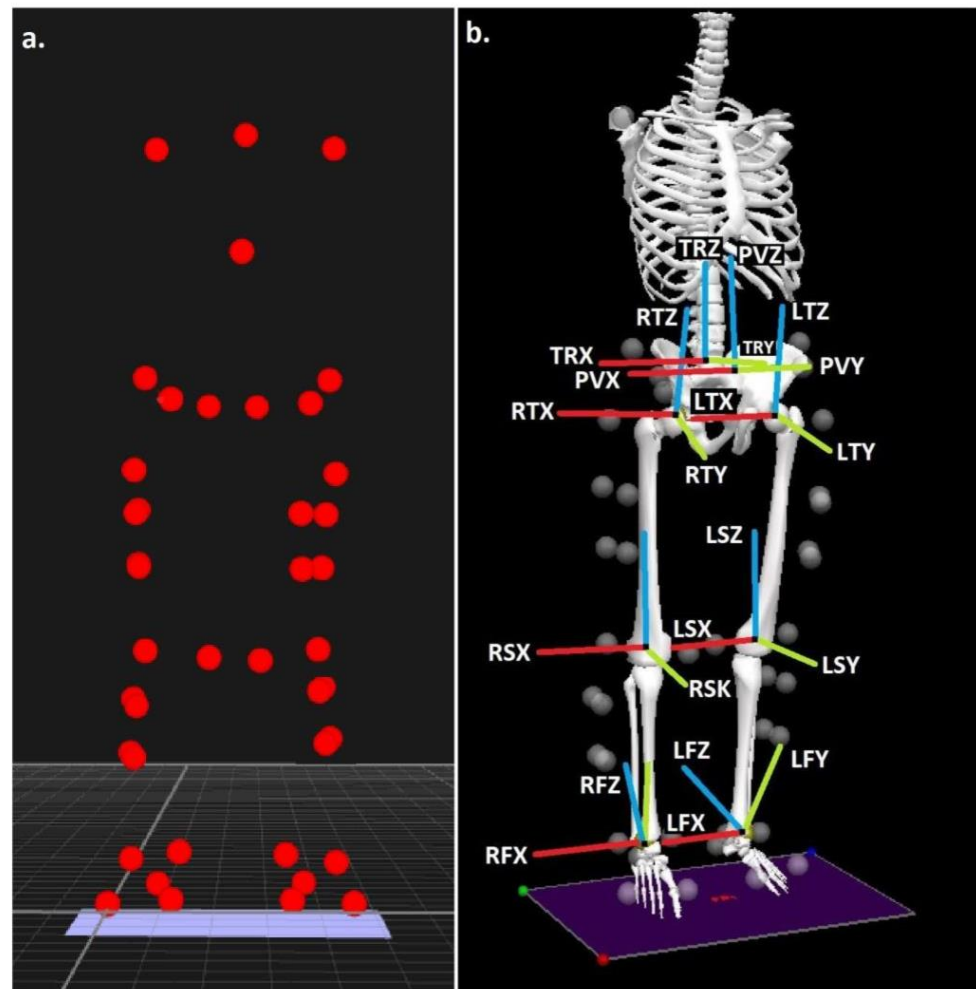 a.
b.
TRZ
PVZ
RTZ
LTZ
TRX
TRY
PVX
PVY
RTX
LTX
LTY
RTY
LSZ
RSX
LSX
LSY
RSK
RFZ
LFZ
LFY
RFX
LFX